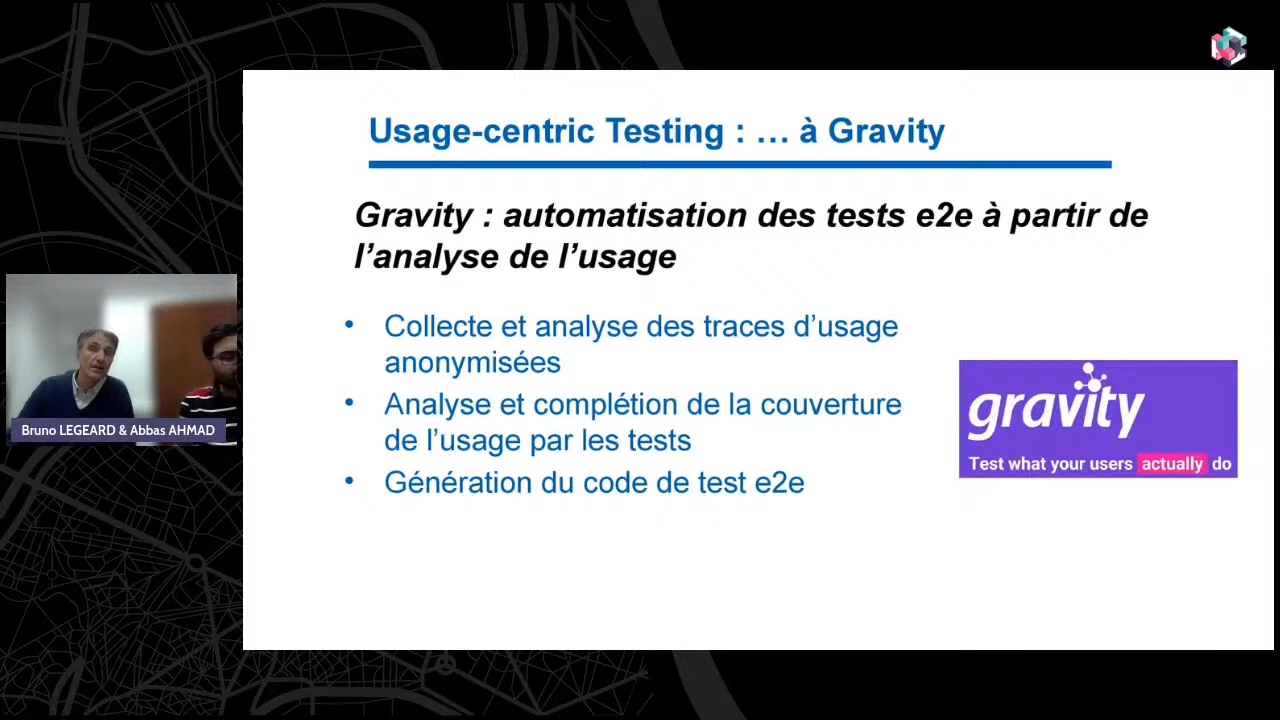 Usage-centric Testing : … à Gravity
Gravity : automatisation des tests e2e à partir de
l’analyse de l’usage
• Collecte et analyse des traces d’usage
anonymisées
• Analyse et complétion de la couverture
de l’usage par les tests
• Génération du code de test e2e
gravity
Test what your users actually do
Bruno LEGEARD & Abbas AHMAD